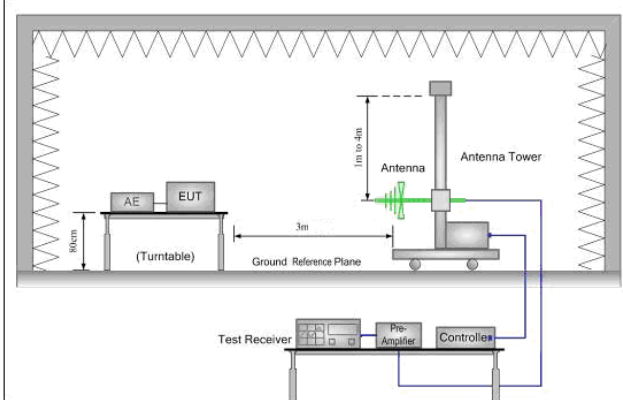 1m to 4m
Antenna
Antenna Tower
AE
EUT
80cm
3m
(Turntable)
Ground Reference Plane
Test Receiver
Pre-
Amplifier
Controller